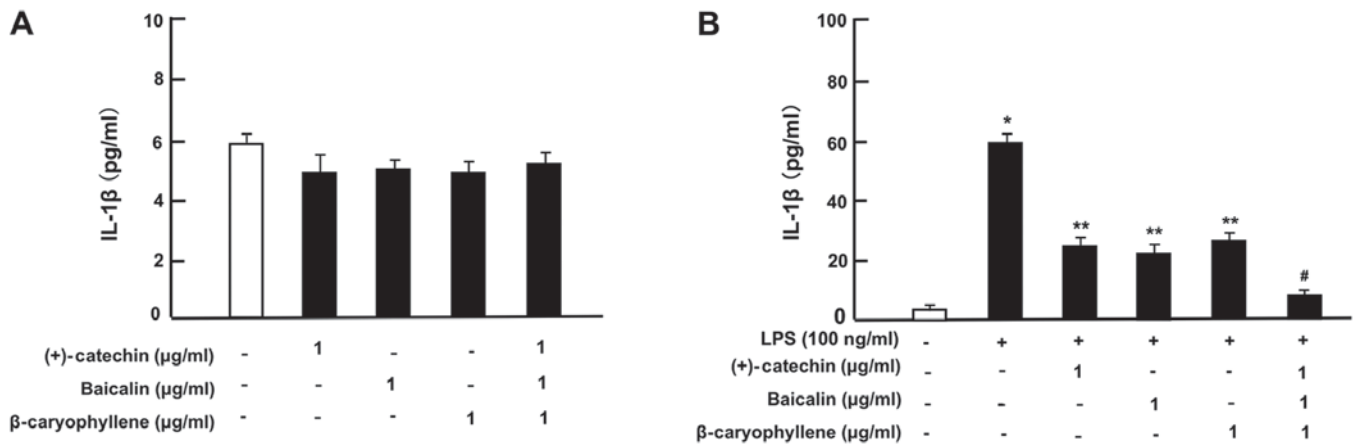 A
IL-1β (pg/ml)
10
8
6
4
2
0
(+)-catechin (μg/ml) - 1 - - 1
Baicalin (μg/ml) - - 1 - 1
β-caryophyllene (μg/ml) - - - 1 1
B
IL-1β (pg/ml)
100
80
60
40
20
0
*
**
**
**
#
LPS (100 ng/ml) - + + + + +
(+)-catechin (μg/ml) - - 1 - - 1
Baicalin (μg/ml) - - - 1 - 1
β-caryophyllene (μg/ml) - - - - 1 1